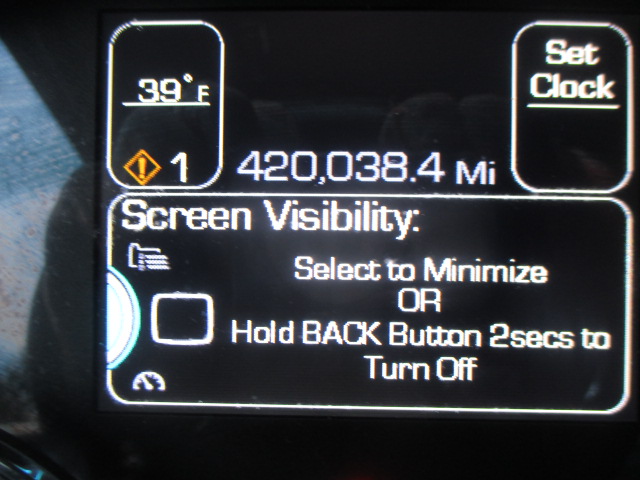 39°F
Set
Clock
! 1
420,038.4 Mi
Screen Visibility:
Select to Minimize
OR
Hold BACK Button 2secs to
Turn Off